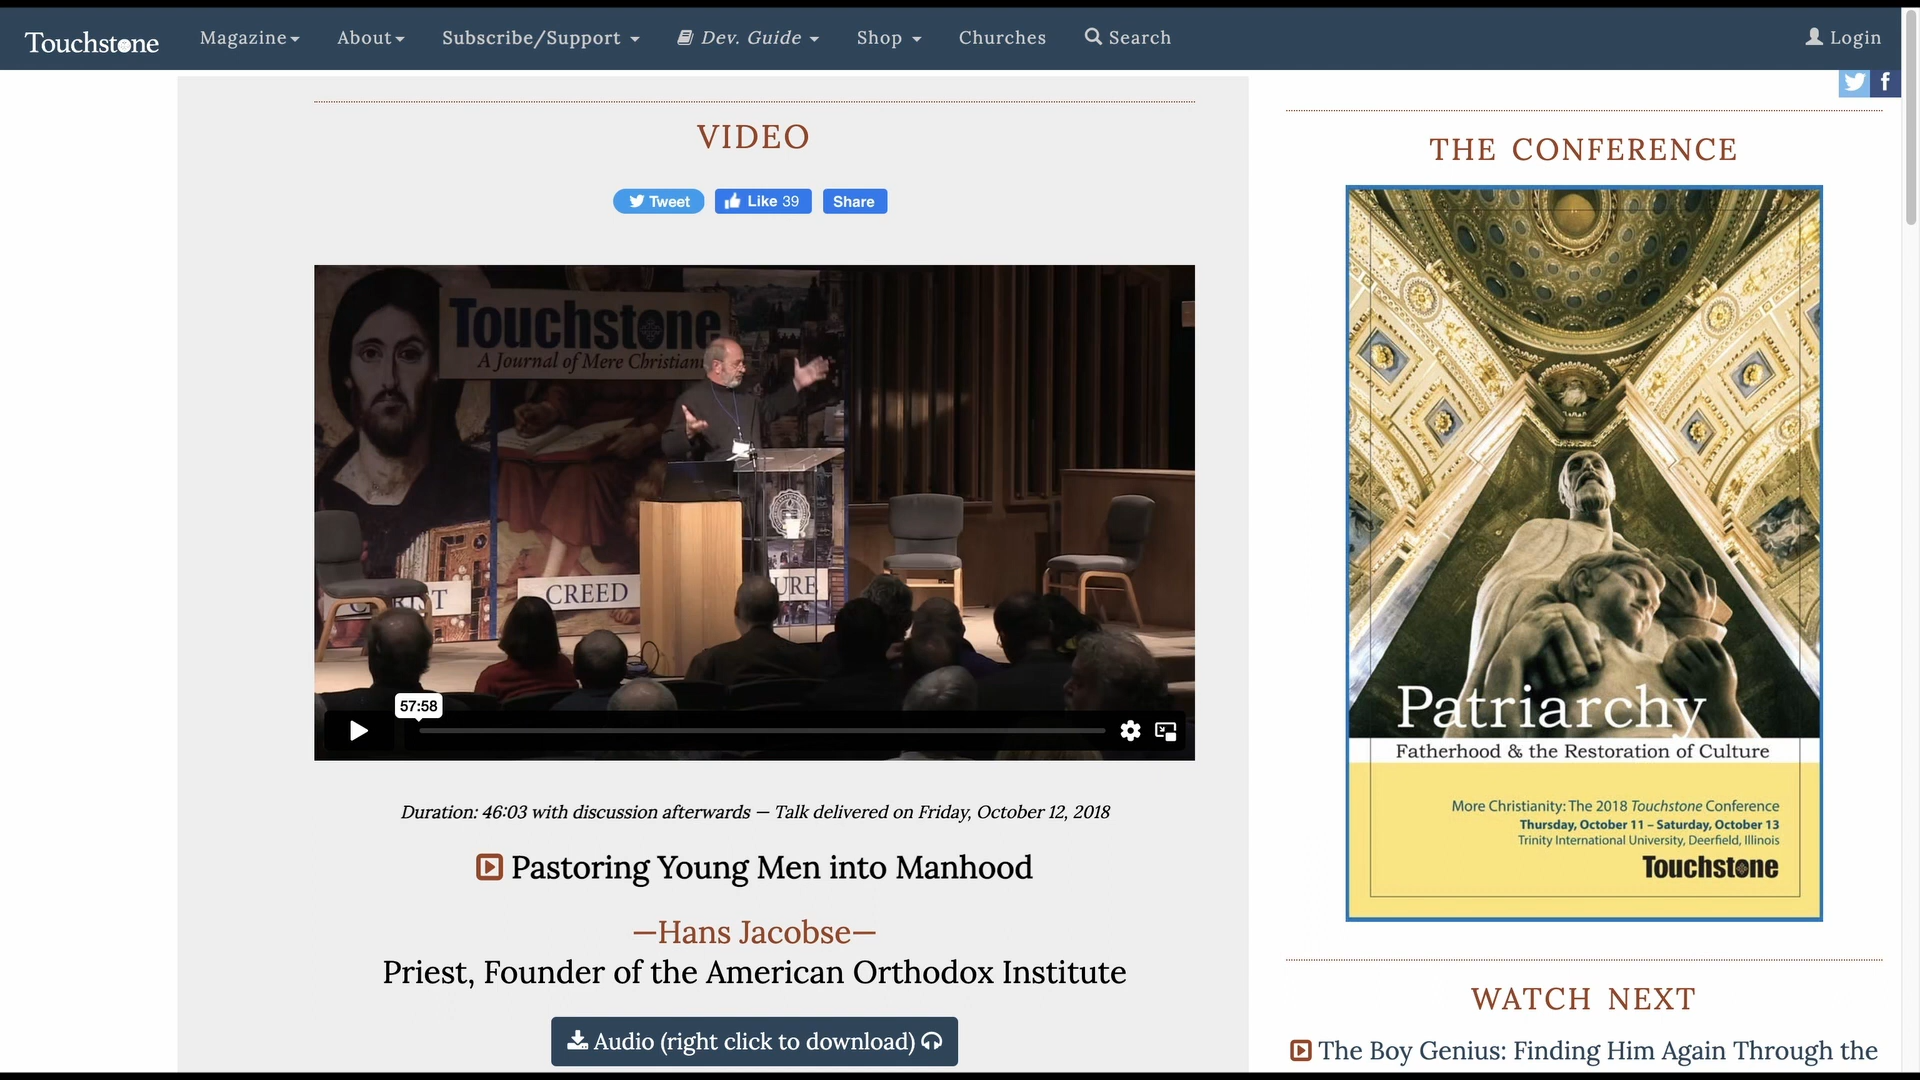 Touchstone
Magazine
About
Subscribe/Support
Dev. Guide
Shop
Churches
Search
Login
VIDEO
Tweet
Like 39
Share
Touchstone
A Journal of Mere Christian
CREED
URE
57:58
Duration: 46:03 with discussion afterwards — Talk delivered on Friday, October 12, 2018
Pastoring Young Men into Manhood
—Hans Jacobse—
Priest, Founder of the American Orthodox Institute
Audio (right click to download)
THE CONFERENCE
Patriarchy
Fatherhood & the Restoration of Culture
More Christianity: The 2018 Touchstone Conference
Thursday, October 11 – Saturday, October 13
Trinity International University, Deerfield, Illinois
Touchstone
WATCH NEXT
The Boy Genius: Finding Him Again Through the